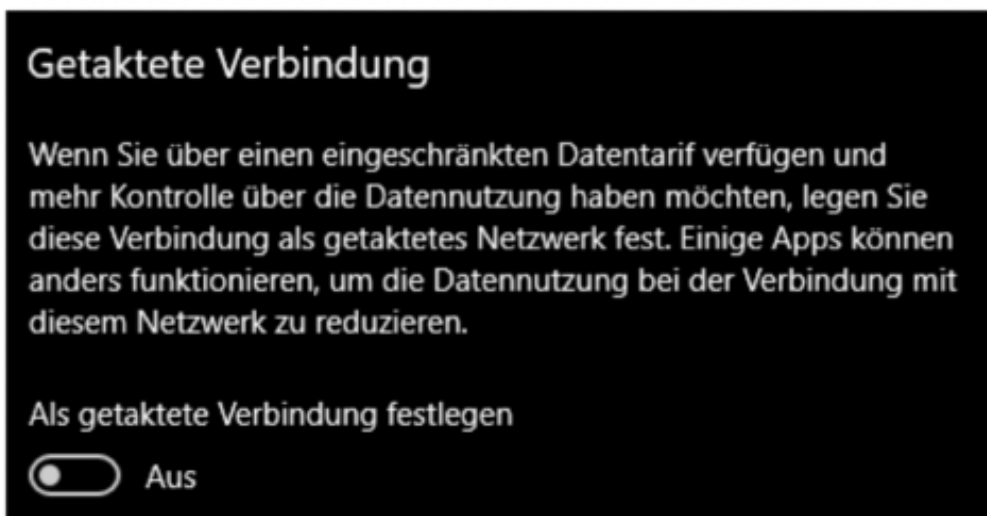 Getaktete Verbindung
Wenn Sie über einen eingeschränkten Datentarif verfügen und
mehr Kontrolle über die Datennutzung haben möchten, legen Sie
diese Verbindung als getaktetes Netzwerk fest. Einige Apps können
anders funktionieren, um die Datennutzung bei der Verbindung mit
diesem Netzwerk zu reduzieren.
Als getaktete Verbindung festlegen
Aus